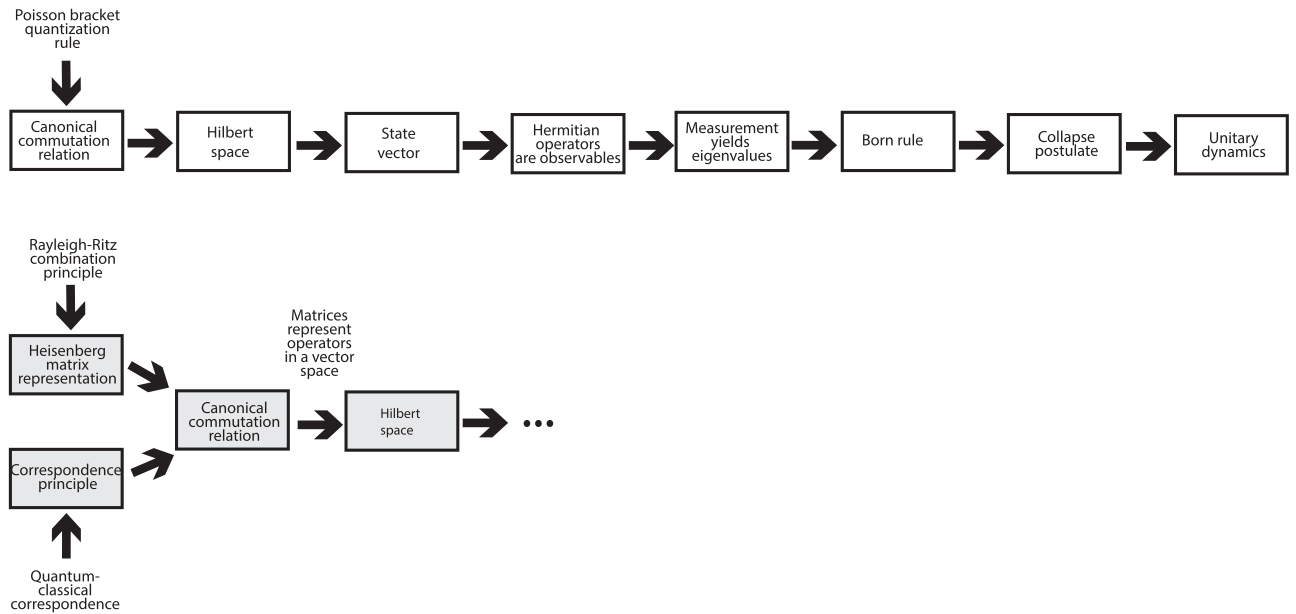 Poisson bracket
quantization
rule
Canonical
commutation
relation
Hilbert
space
State
vector
Hermitian
operators
are observables
Measurement
yields
eigenvalues
Born rule
Collapse
postulate
Unitary
dynamics
Rayleigh-Ritz
combination
principle
Heisenberg
matrix
representation
Correspondence
principle
Quantum-
classical
correspondence
Canonical
commutation
relation
Matrices
represent
operators
in a vector
space
Hilbert
space
•••